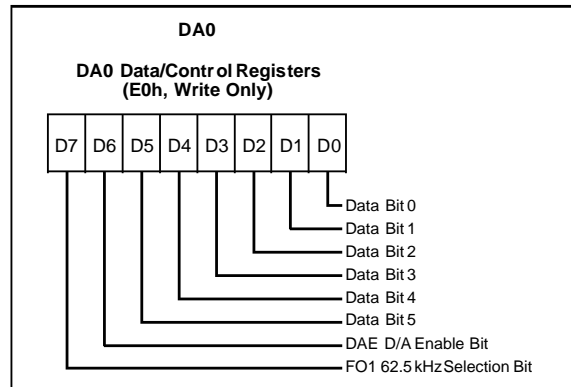 DA0
DA0 Data/Control Registers
(E0h, Write Only)
D7 D6 D5 D4 D3 D2 D1 D0
Data Bit 0
Data Bit 1
Data Bit 2
Data Bit 3
Data Bit 4
Data Bit 5
DAE D/A Enable Bit
FO1 62.5 kHz Selection Bit